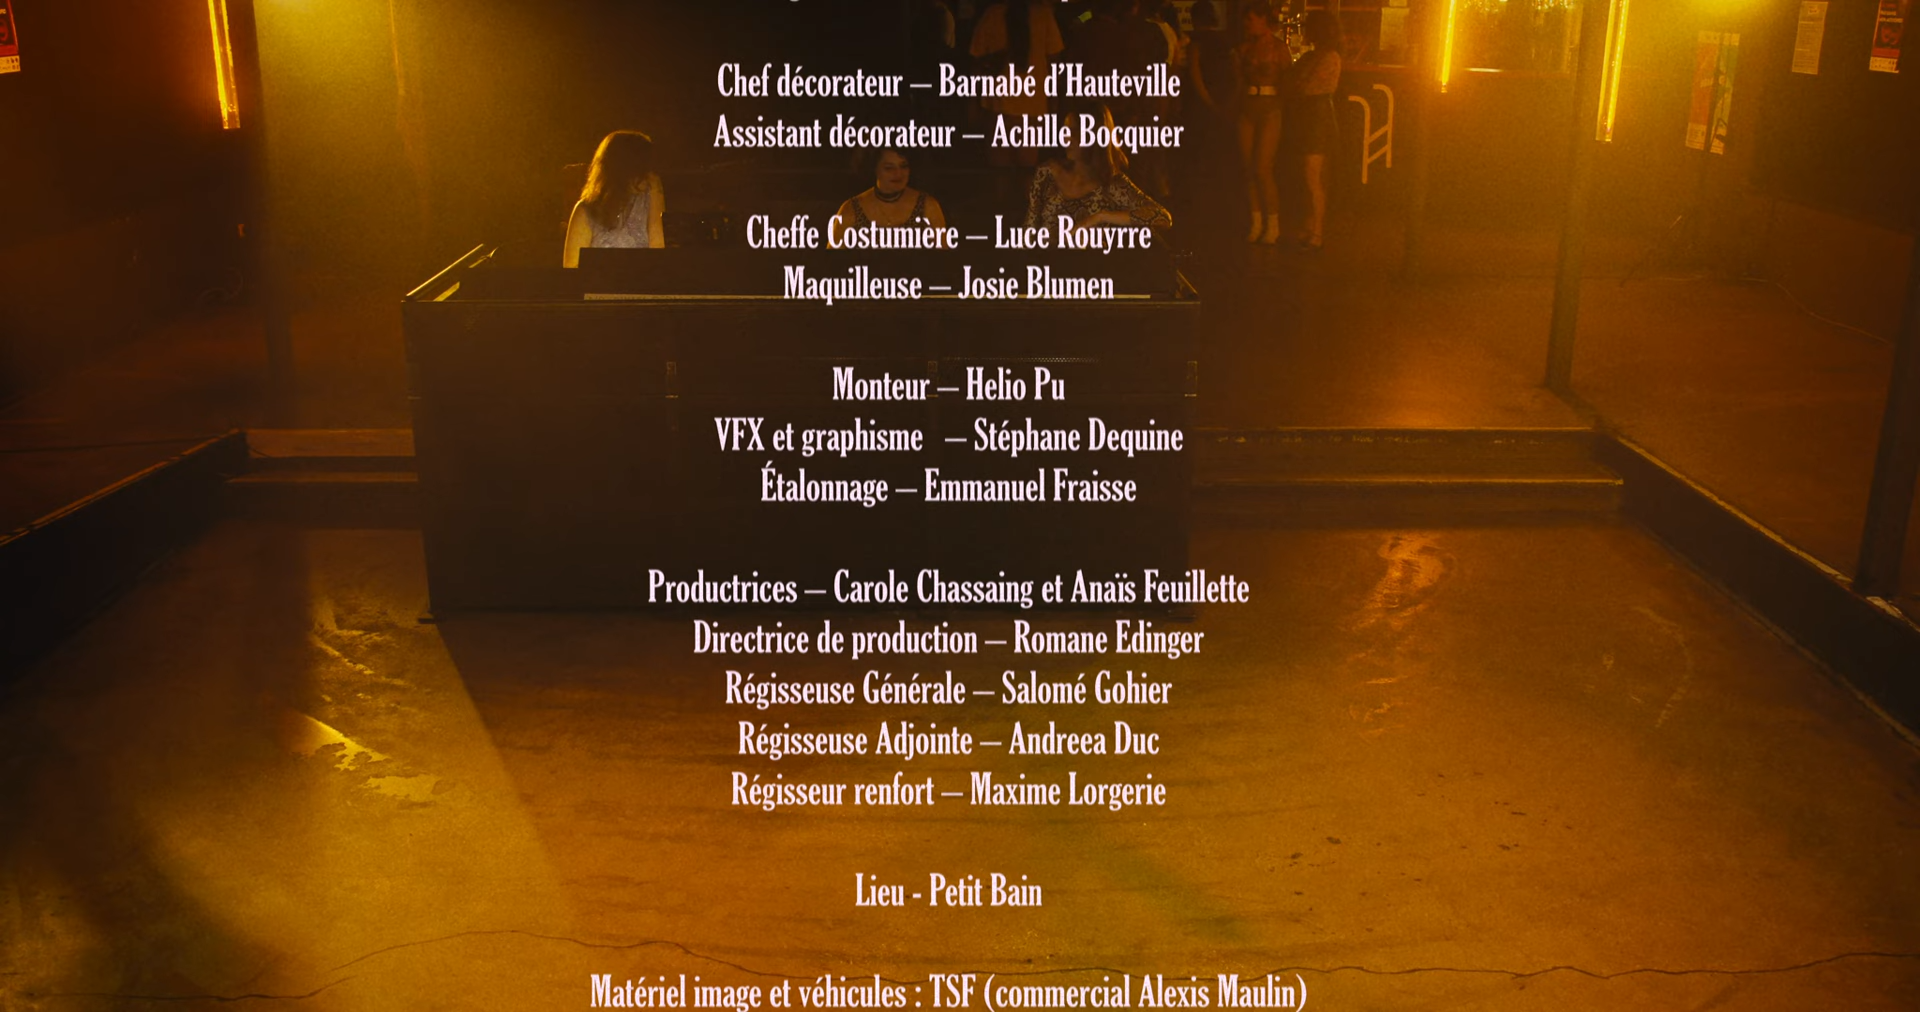 Chef décorateur – Barnabé d'Hauteville
Assistant décorateur – Achille Bocquier
Cheffe Costumière – Luce Rouyrre
Maquilleuse – Josie Blumen
Monteur – Helio Pu
VFX et graphisme – Stéphane Dequine
Étalonnage – Emmanuel Fraisse
Productrices – Carole Chassaing et Anaïs Feuillette
Directrice de production – Romane Edinger
Régisseuse Générale – Salomé Gohier
Régisseuse Adjointe – Andreea Duc
Régisseur renfort – Maxime Lorgerie
Lieu - Petit Bain
Matériel image et véhicules : TSF (commercial Alexis Maulin)